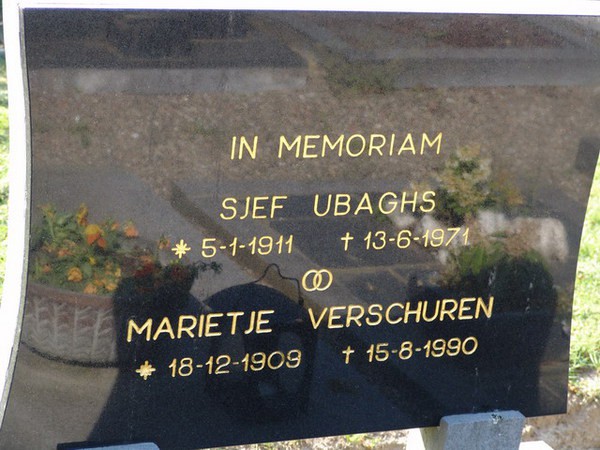 IN MEMORIAM
SJEF UBAGHS
* 5-1-1911 † 13-6-1971
MARIETJE VERSCHUREN
* 18-12-1909 † 15-8-1990